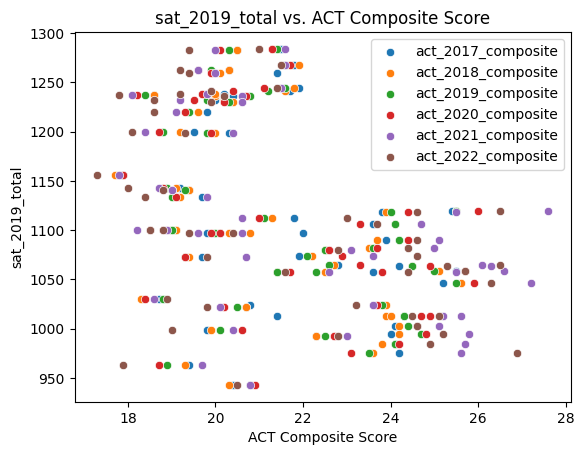 sat_2019_total vs. ACT Composite Score
1300
1250
1200
1150
1100
1050
1000
950
sat_2019_total
act_2017_composite
act_2018_composite
act_2019_composite
act_2020_composite
act_2021_composite
act_2022_composite
18 20 22 24 26 28
ACT Composite Score